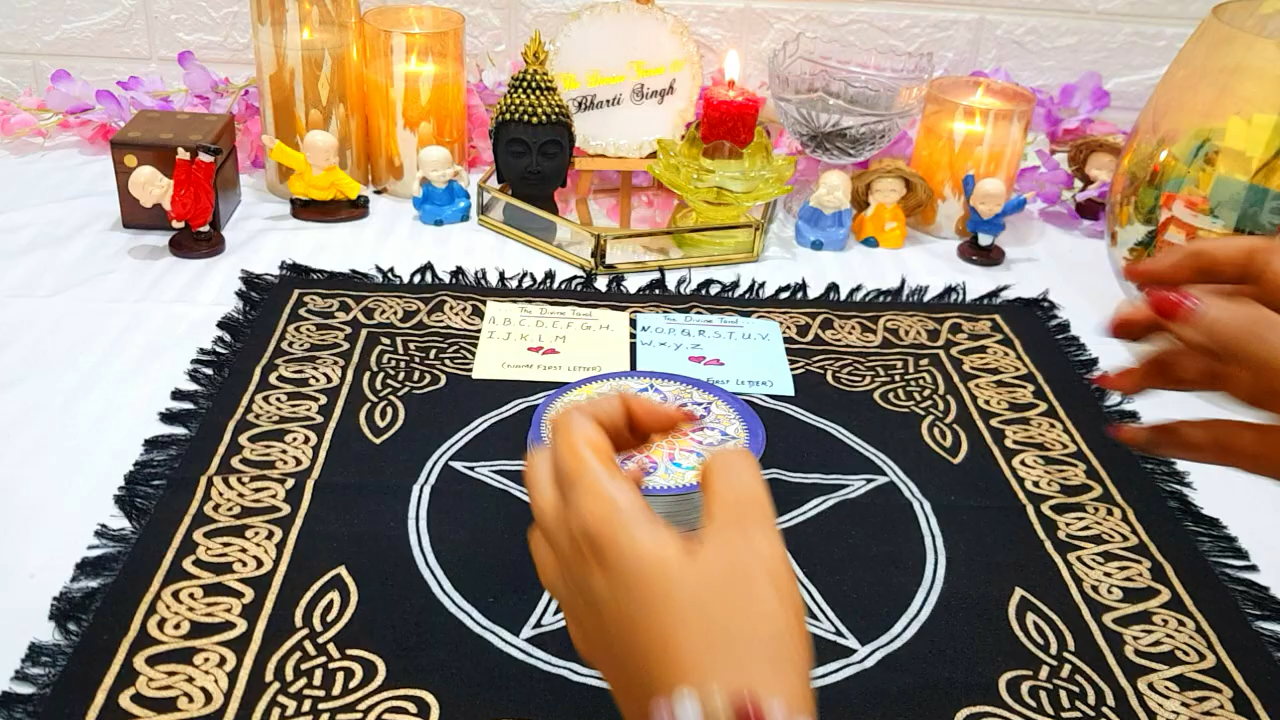 The Divine Tarot
Bharti Singh
The Divine Tarot
A.B.C.D.E.F.G.H.
I.J.K.L.M
(NAME FIRST LETTER)
The Divine Tarot
N.O.P.Q.R.S.T.U.V.
W.X.Y.Z
FIRST LETTER)